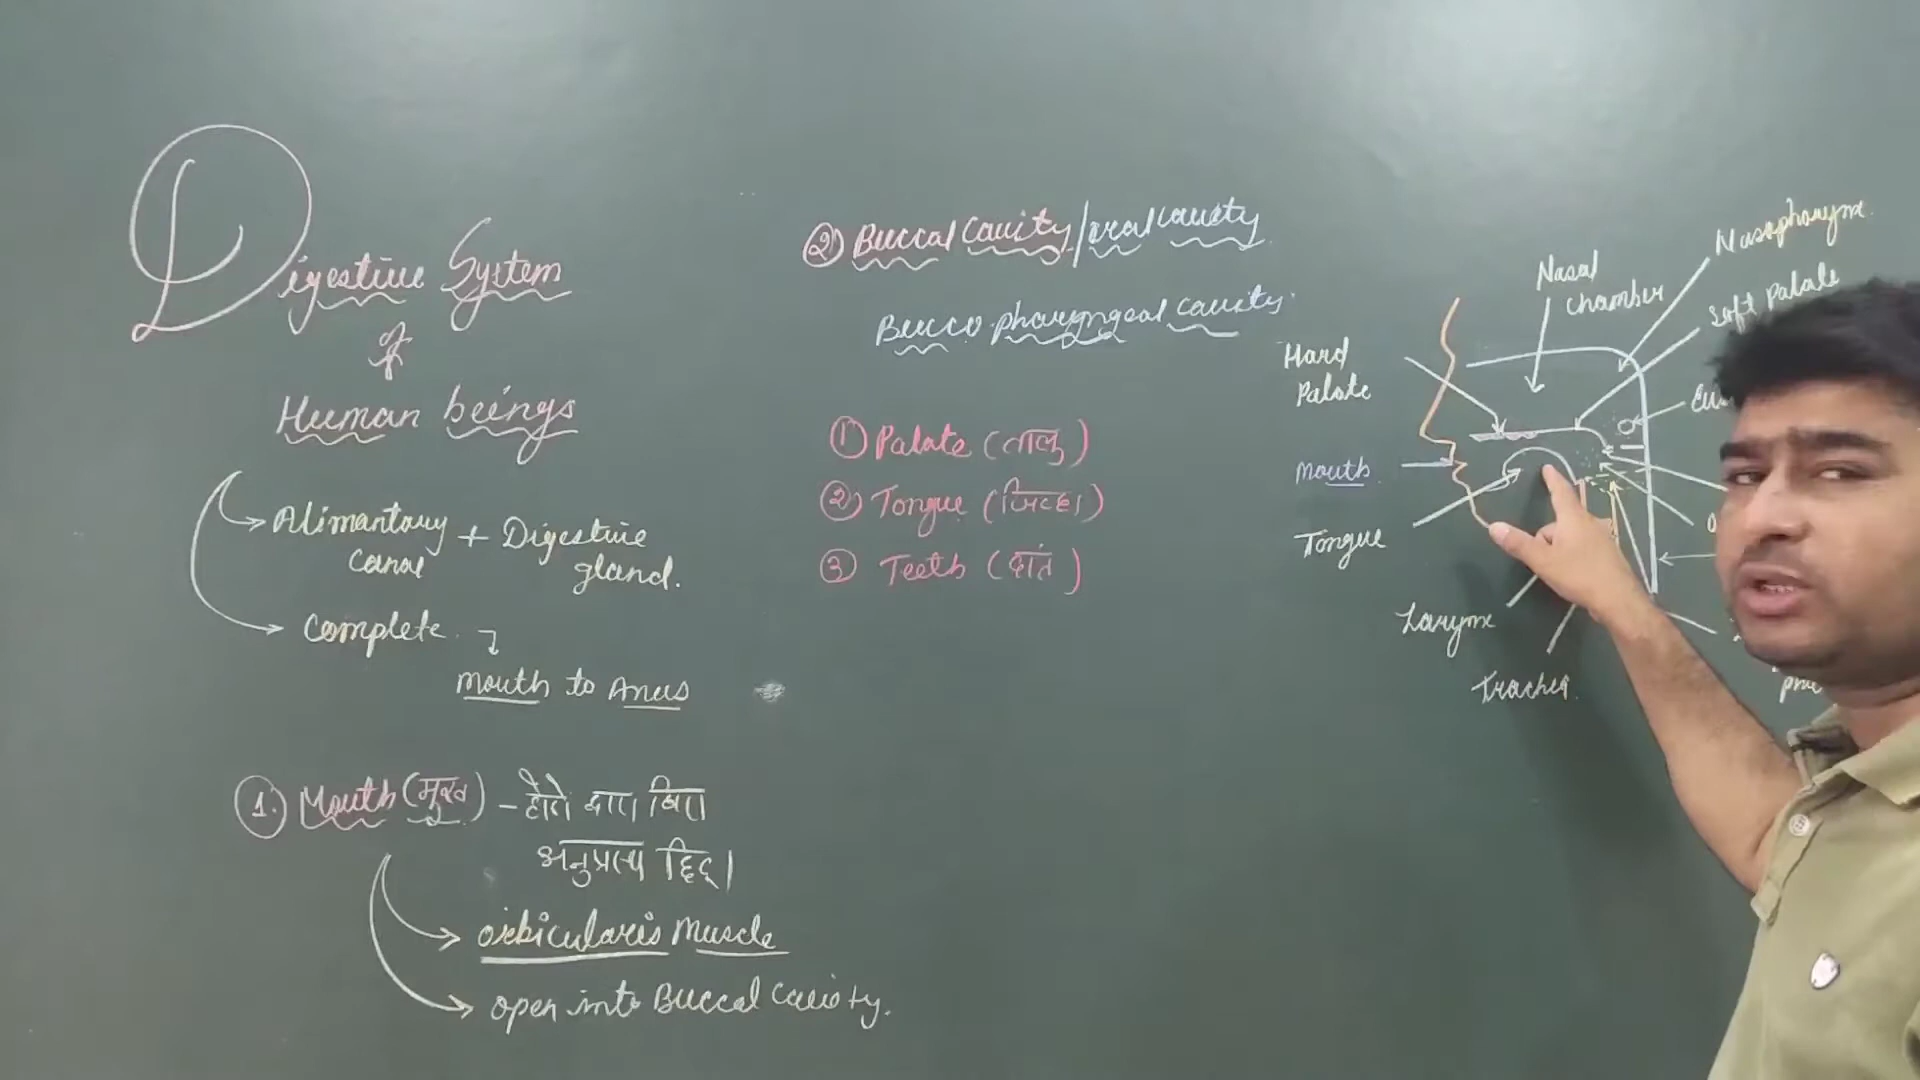 Digestive System
of
Human beings
Alimantary + Digestive
canal gland.
Complete
Mouth to Anus
1. Mouth (मुख) - होठो द्वारा घिरा
अनुप्रस्थ छिद्र।
orbicularis Muscle
open into Buccal Caviety.
② Buccal Cavity/oral cavity
Bucco pharyngeal cavity.
① Palate (तालु)
② Tongue (जिव्हा)
③ Teeth (दांत)
Nasopharynx
Nasal
chamber
Soft Palate
Hard
Palate
Mouth
Tongue
Larynx
Trachea.